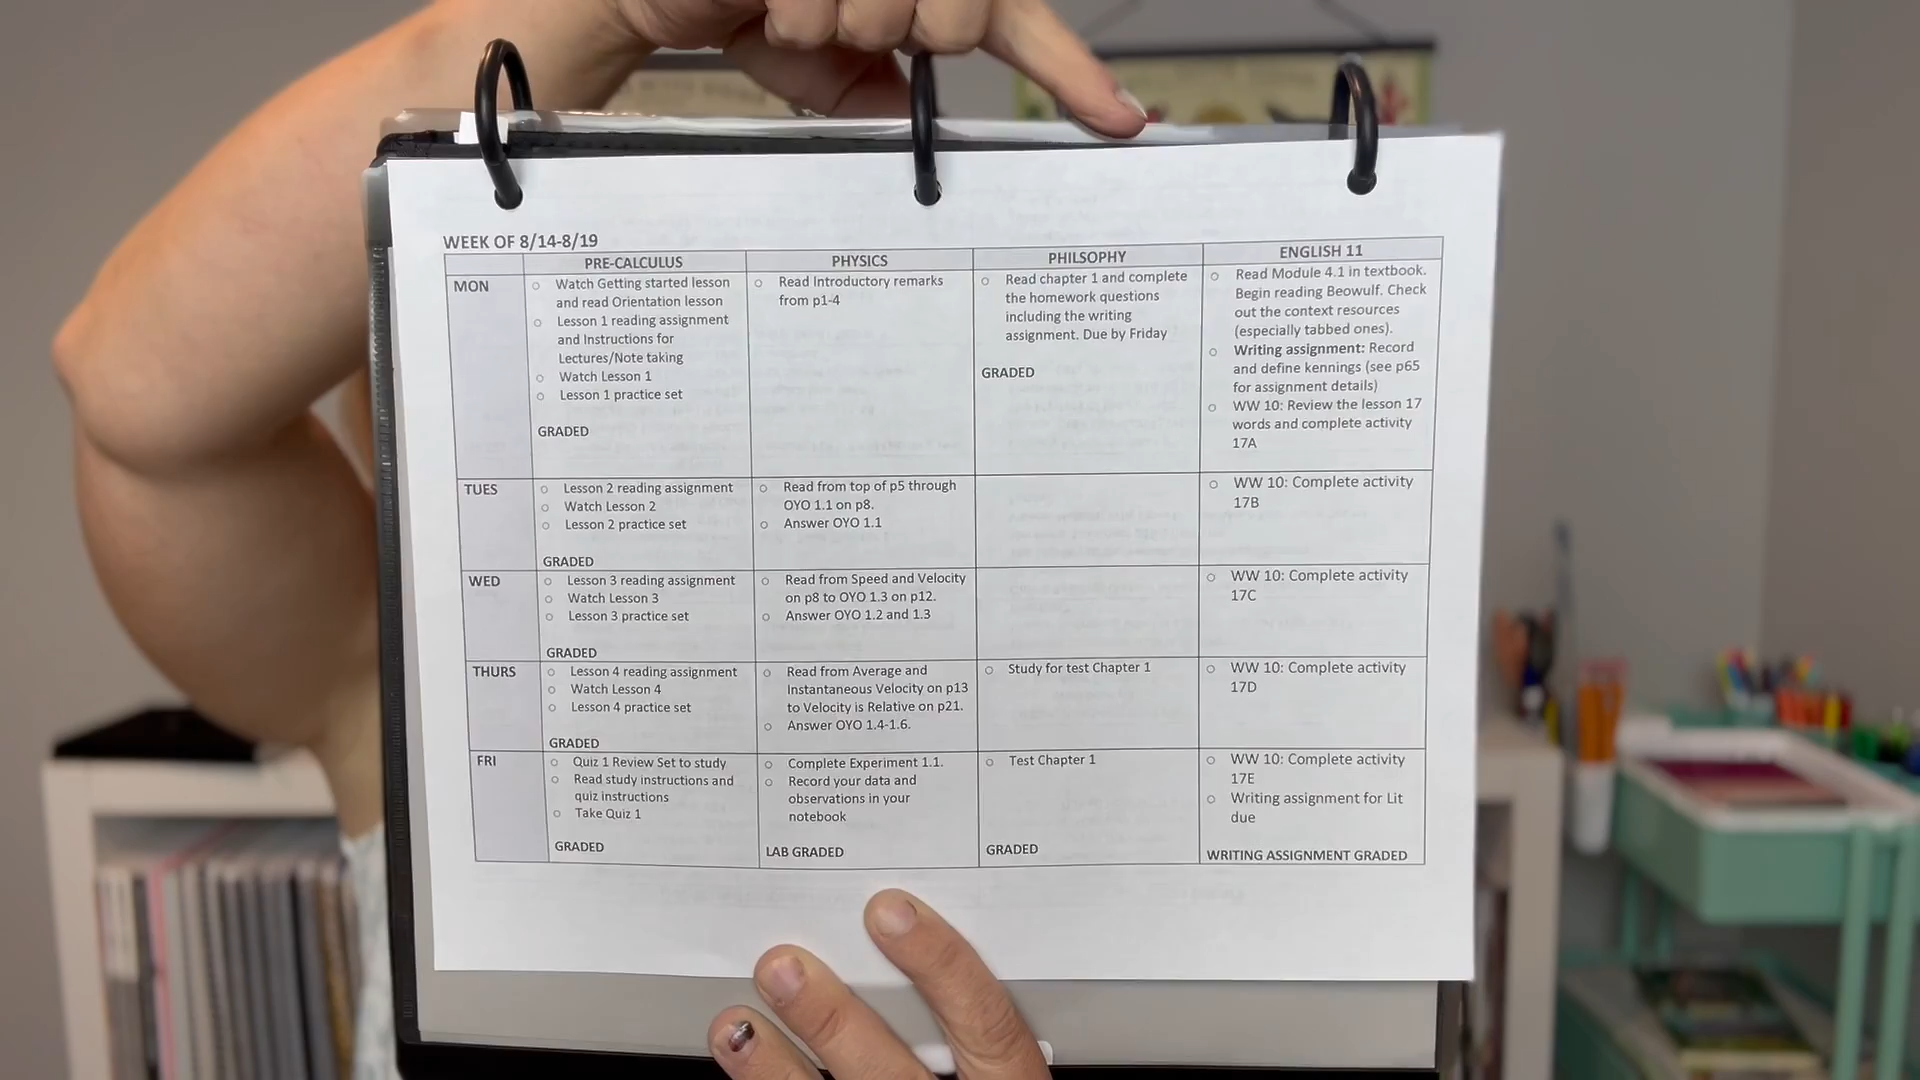 WEEK OF 8/14-8/19
PRE-CALCULUS
PHYSICS
PHILSOPHY
ENGLISH 11
MON
Watch Getting started lesson
and read Orientation lesson
Lesson 1 reading assignment
and Instructions for
Lectures/Note taking
Watch Lesson 1
Lesson 1 practice set
GRADED
Read Introductory remarks
from p1-4
Read chapter 1 and complete
the homework questions
including the writing
assignment. Due by Friday
GRADED
Read Module 4.1 in textbook.
Begin reading Beowulf. Check
out the context resources
(especially tabbed ones).
Writing assignment: Record
and define kennings (see p65
for assignment details)
WW 10: Review the lesson 17
words and complete activity
17A
TUES
Lesson 2 reading assignment
Watch Lesson 2
Lesson 2 practice set
GRADED
Read from top of p5 through
OYO 1.1 on p8.
Answer OYO 1.1
WW 10: Complete activity
17B
WED
Lesson 3 reading assignment
Watch Lesson 3
Lesson 3 practice set
GRADED
Read from Speed and Velocity
on p8 to OYO 1.3 on p12.
Answer OYO 1.2 and 1.3
WW 10: Complete activity
17C
THURS
Lesson 4 reading assignment
Watch Lesson 4
Lesson 4 practice set
GRADED
Read from Average and
Instantaneous Velocity on p13
to Velocity is Relative on p21.
Answer OYO 1.4-1.6.
Study for test Chapter 1
WW 10: Complete activity
17D
FRI
Quiz 1 Review Set to study
Read study instructions and
quiz instructions
Take Quiz 1
GRADED
Complete Experiment 1.1.
Record your data and
observations in your
notebook
LAB GRADED
Test Chapter 1
GRADED
WW 10: Complete activity
17E
Writing assignment for Lit
due
WRITING ASSIGNMENT GRADED